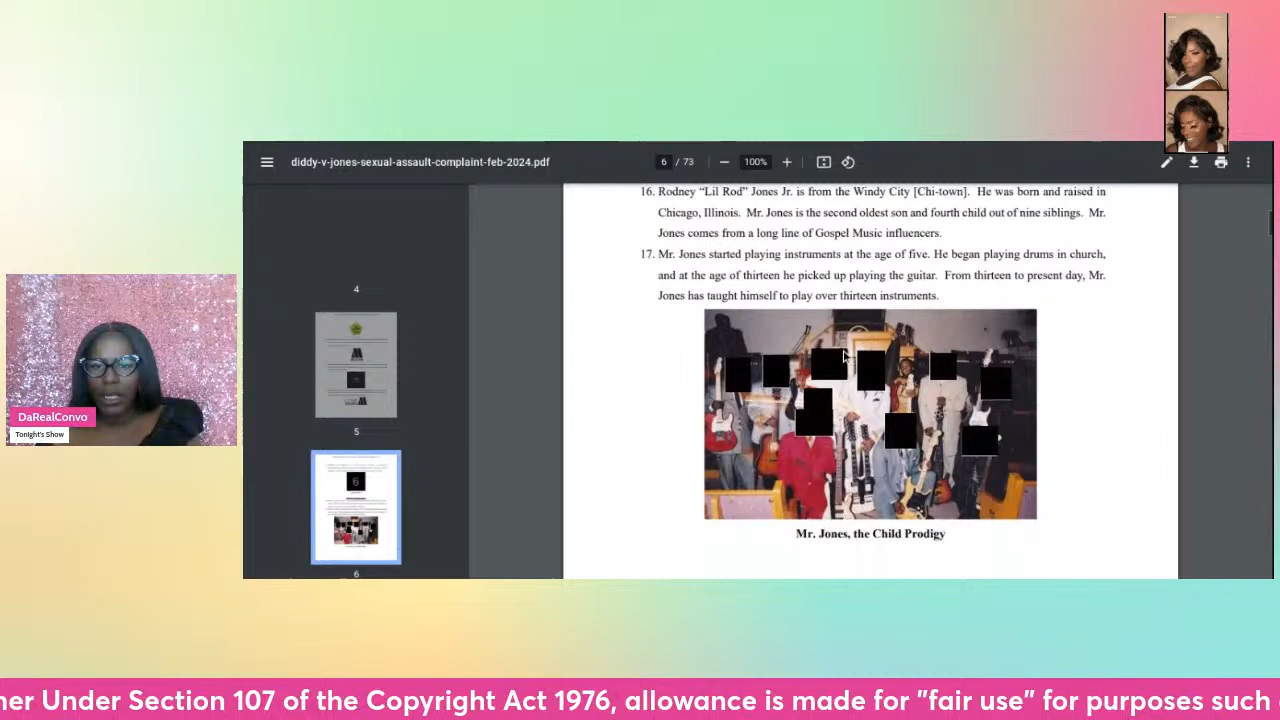 diddy-v-jones-sexual-assault-complaint-feb-2024.pdf
6 / 73
100%
4
5
6
16. Rodney “Lil Rod” Jones Jr. is from the Windy City [Chi-town]. He was born and raised in
Chicago, Illinois. Mr. Jones is the second oldest son and fourth child out of nine siblings. Mr.
Jones comes from a long line of Gospel Music influencers.
17. Mr. Jones started playing instruments at the age of five. He began playing drums in church,
and at the age of thirteen he picked up playing the guitar. From thirteen to present day, Mr.
Jones has taught himself to play over thirteen instruments.
Mr. Jones, the Child Prodigy
DaRealConvo
Tonight's Show
ner Under Section 107 of the Copyright Act 1976, allowance is made for "fair use" for purposes such